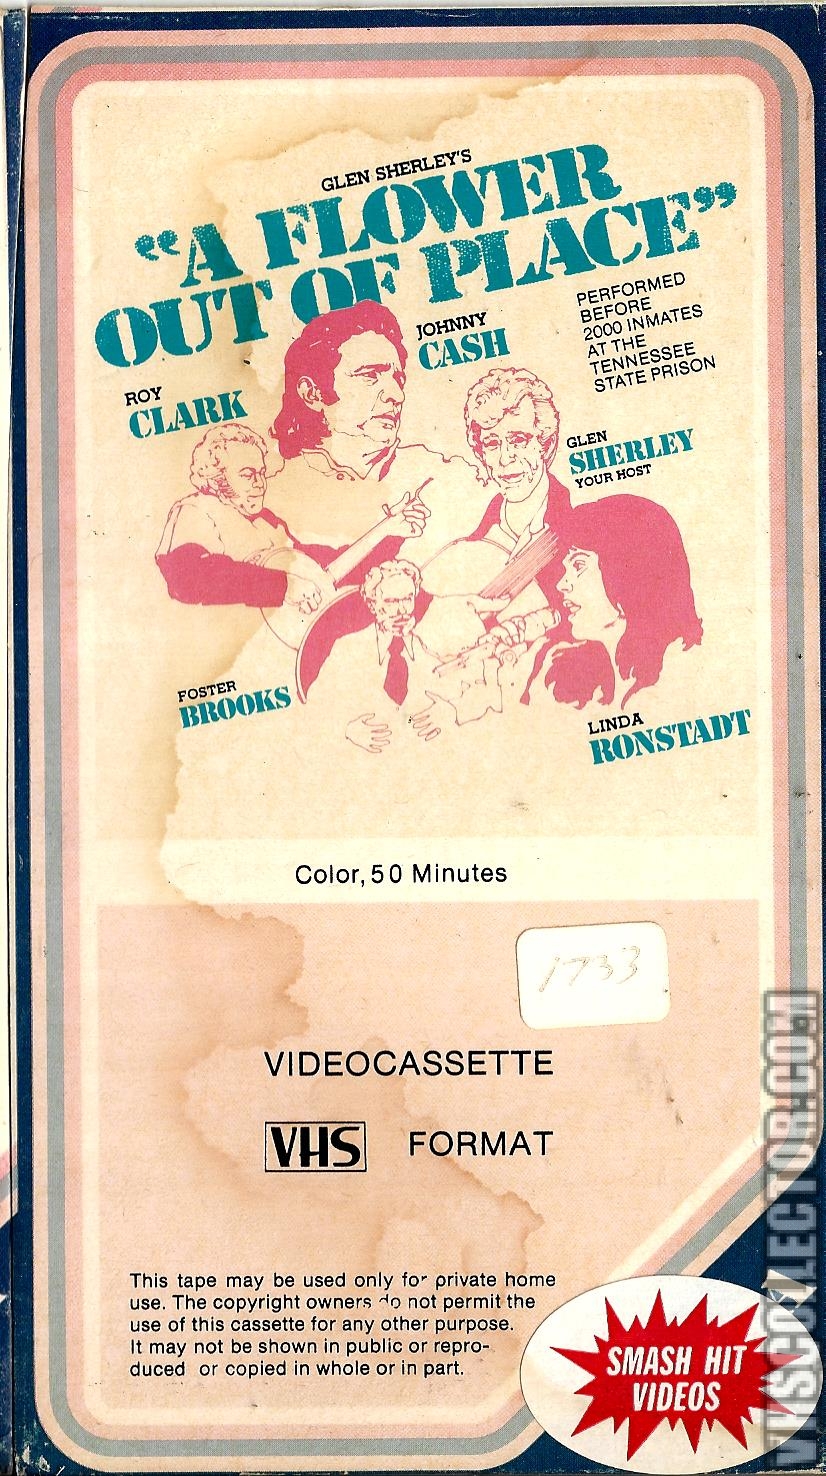 GLEN SHERLEY'S
“A FLOWER
OUT OF PLACE”
PERFORMED
BEFORE
2000 INMATES
AT THE
TENNESSEE
STATE PRISON
JOHNNY
CASH
ROY
CLARK
GLEN
SHERLEY
YOUR HOST
FOSTER
BROOKS
LINDA
RONSTADT
Color, 50 Minutes
1733
VIDEOCASSETTE
VHS FORMAT
This tape may be used only for private home
use. The copyright owners do not permit the
use of this cassette for any other purpose.
It may not be shown in public or repro-
duced or copied in whole or in part.
SMASH HIT
VIDEOS
VHSCOLLECTOR.COM